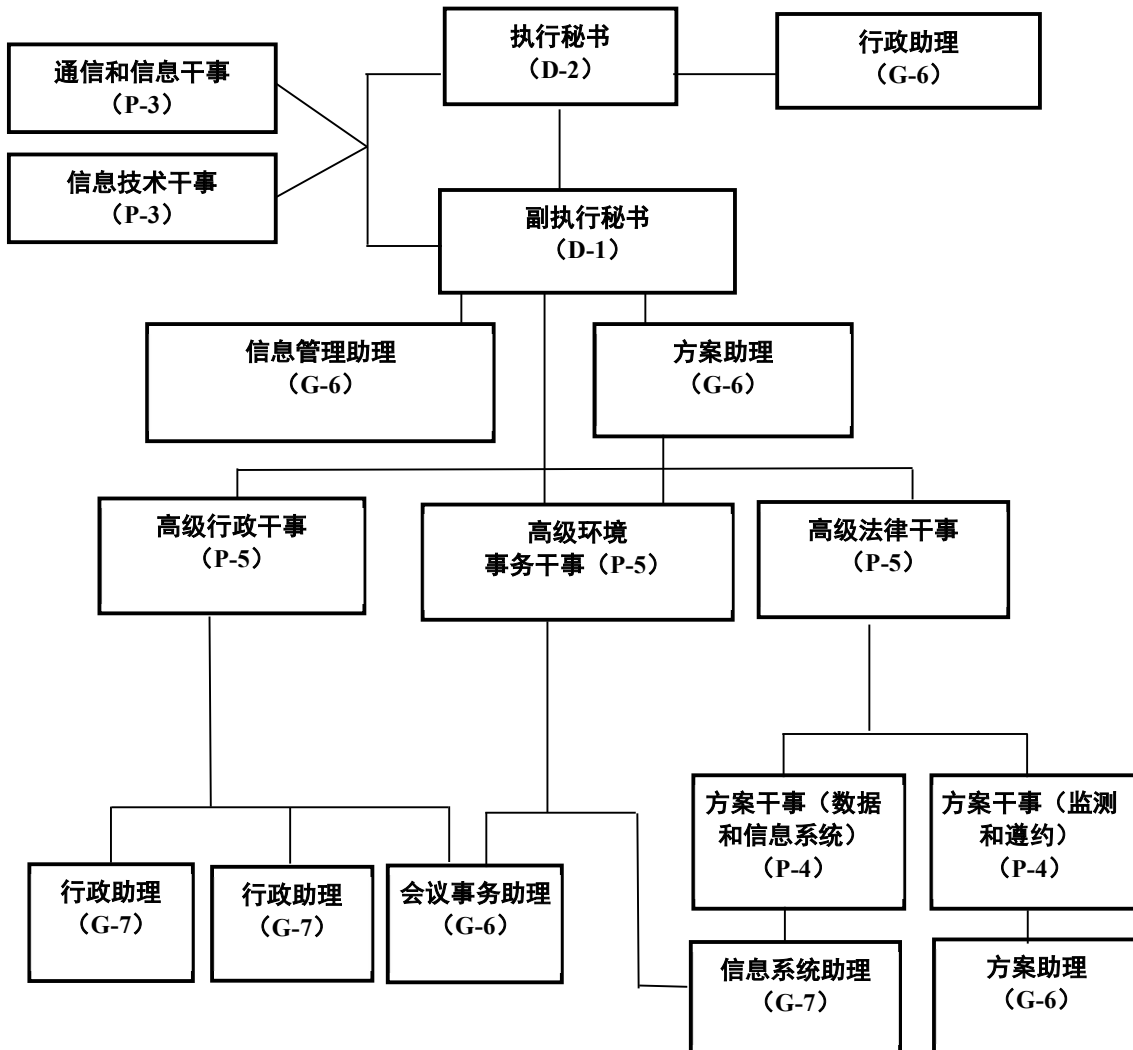 执行秘书
（D-2）
行政助理
（G-6）
通信和信息干事
（P-3）
信息技术干事
（P-3）
副执行秘书
（D-1）
信息管理助理
（G-6）
方案助理
（G-6）
高级行政干事
（P-5）
高级环境
事务干事（P-5）
高级法律干事
（P-5）
方案干事（数据
和信息系统）
（P-4）
方案干事（监测
和遵约）
（P-4）
行政助理
（G-7）
行政助理
（G-7）
会议事务助理
（G-6）
信息系统助理
（G-7）
方案助理
（G-6）